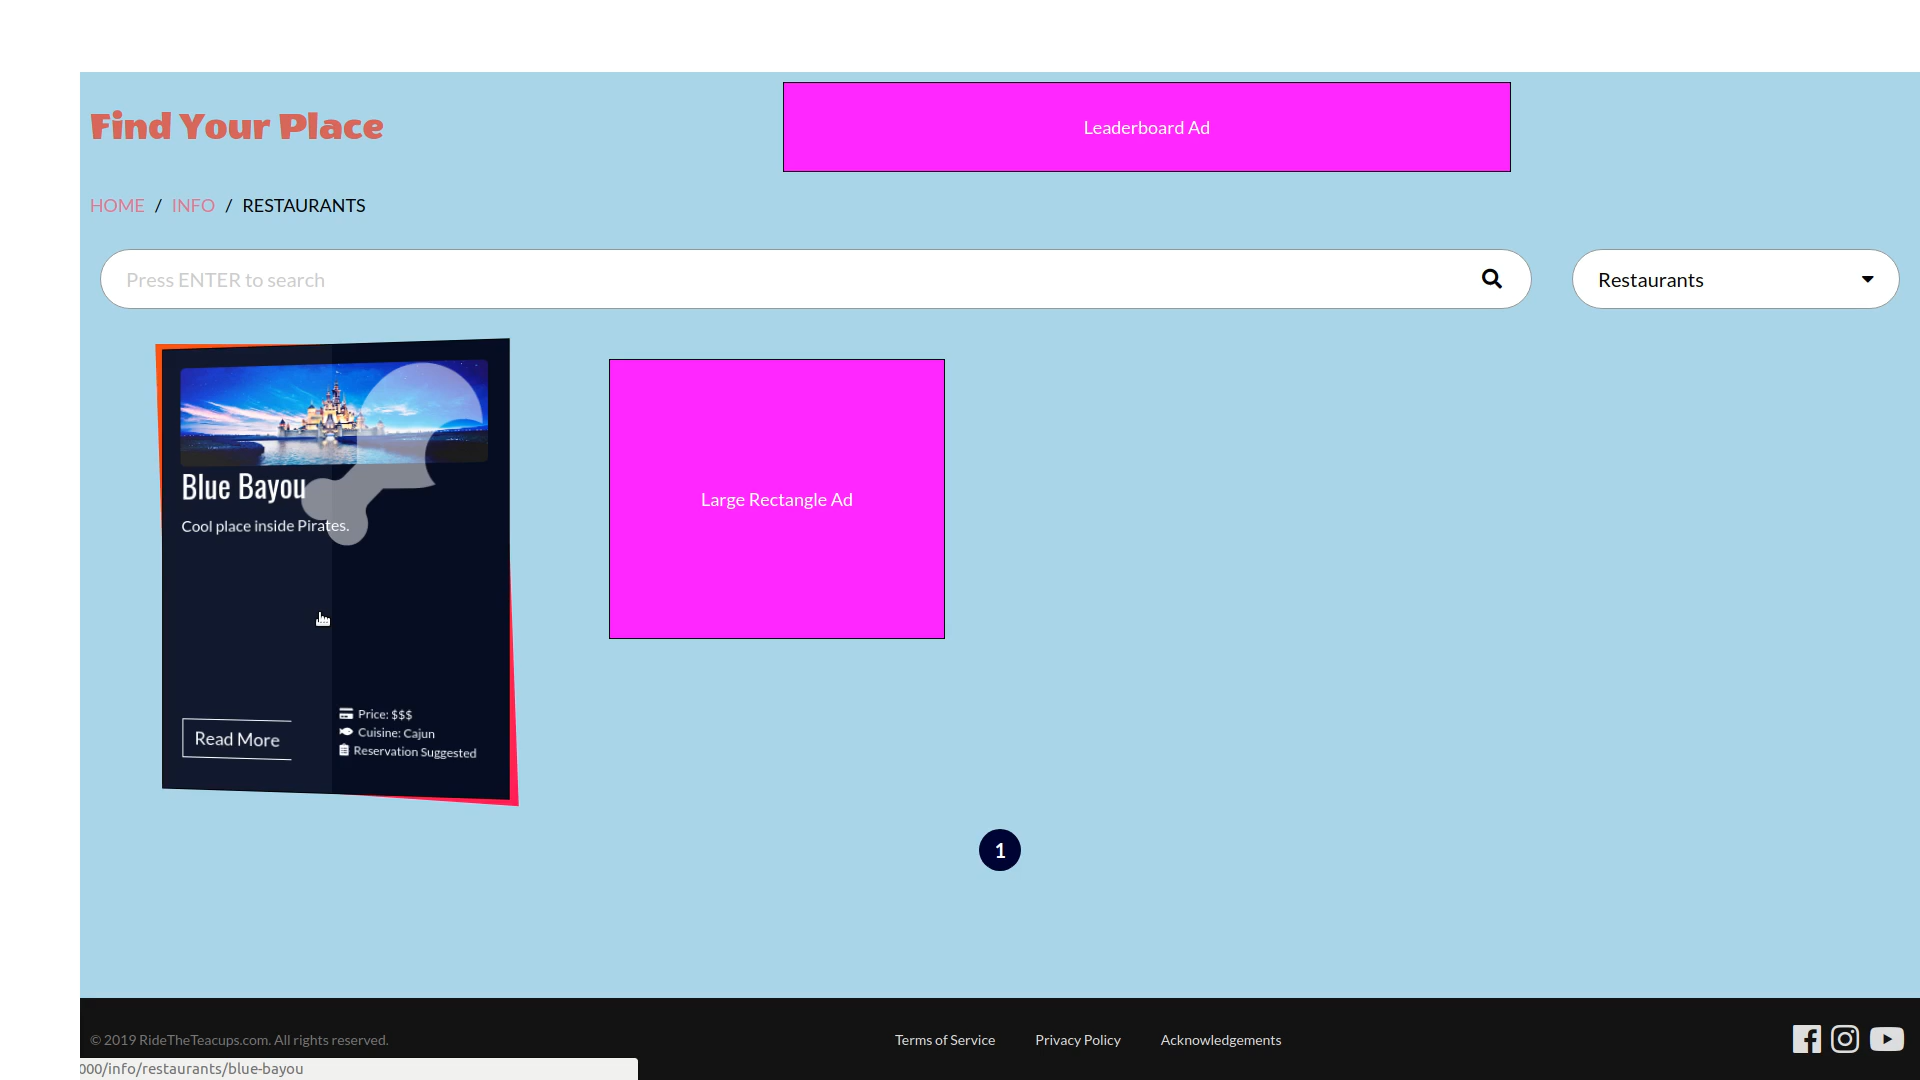 Find Your Place
Leaderboard Ad
HOME / INFO / RESTAURANTS
Press ENTER to search
Restaurants
Blue Bayou
Cool place inside Pirates.
Large Rectangle Ad
Price: $$$
Cuisine: Cajun
Reservation Suggested
Read More
1
© 2019 RideTheTeacups.com. All rights reserved.
Terms of Service
Privacy Policy
Acknowledgements
000/info/restaurants/blue-bayou